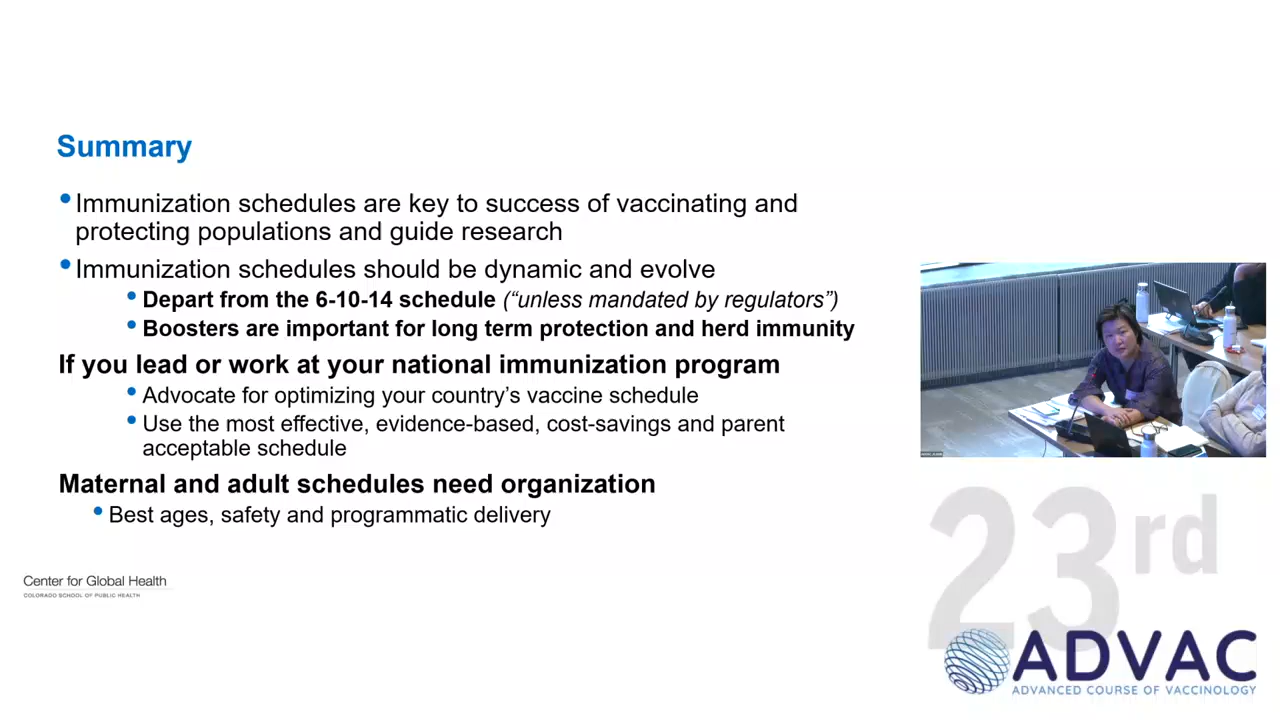 Summary
• Immunization schedules are key to success of vaccinating and
protecting populations and guide research
• Immunization schedules should be dynamic and evolve
• Depart from the 6-10-14 schedule (“unless mandated by regulators”)
• Boosters are important for long term protection and herd immunity
If you lead or work at your national immunization program
• Advocate for optimizing your country’s vaccine schedule
• Use the most effective, evidence-based, cost-savings and parent
acceptable schedule
Maternal and adult schedules need organization
• Best ages, safety and programmatic delivery
Center for Global Health
COLORADO SCHOOL OF PUBLIC HEALTH
23rd
ADVAC
ADVANCED COURSE OF VACCINOLOGY